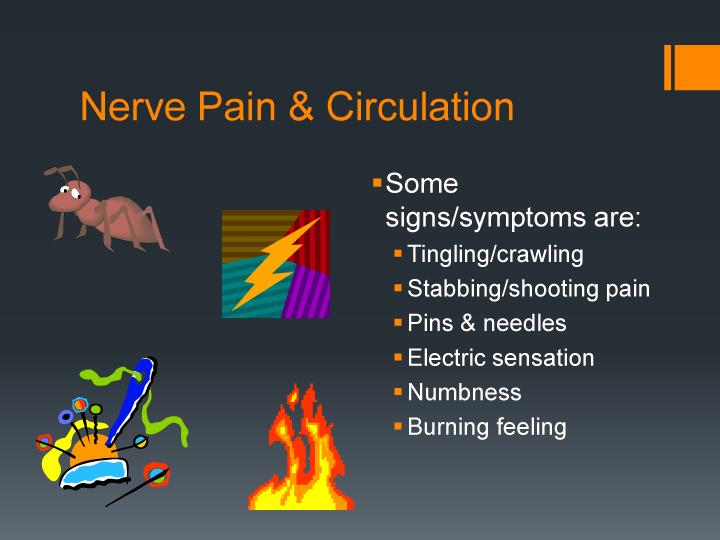 Nerve Pain & Circulation
▪Some
signs/symptoms are:
▪Tingling/crawling
▪Stabbing/shooting pain
▪Pins & needles
▪Electric sensation
▪Numbness
▪Burning feeling